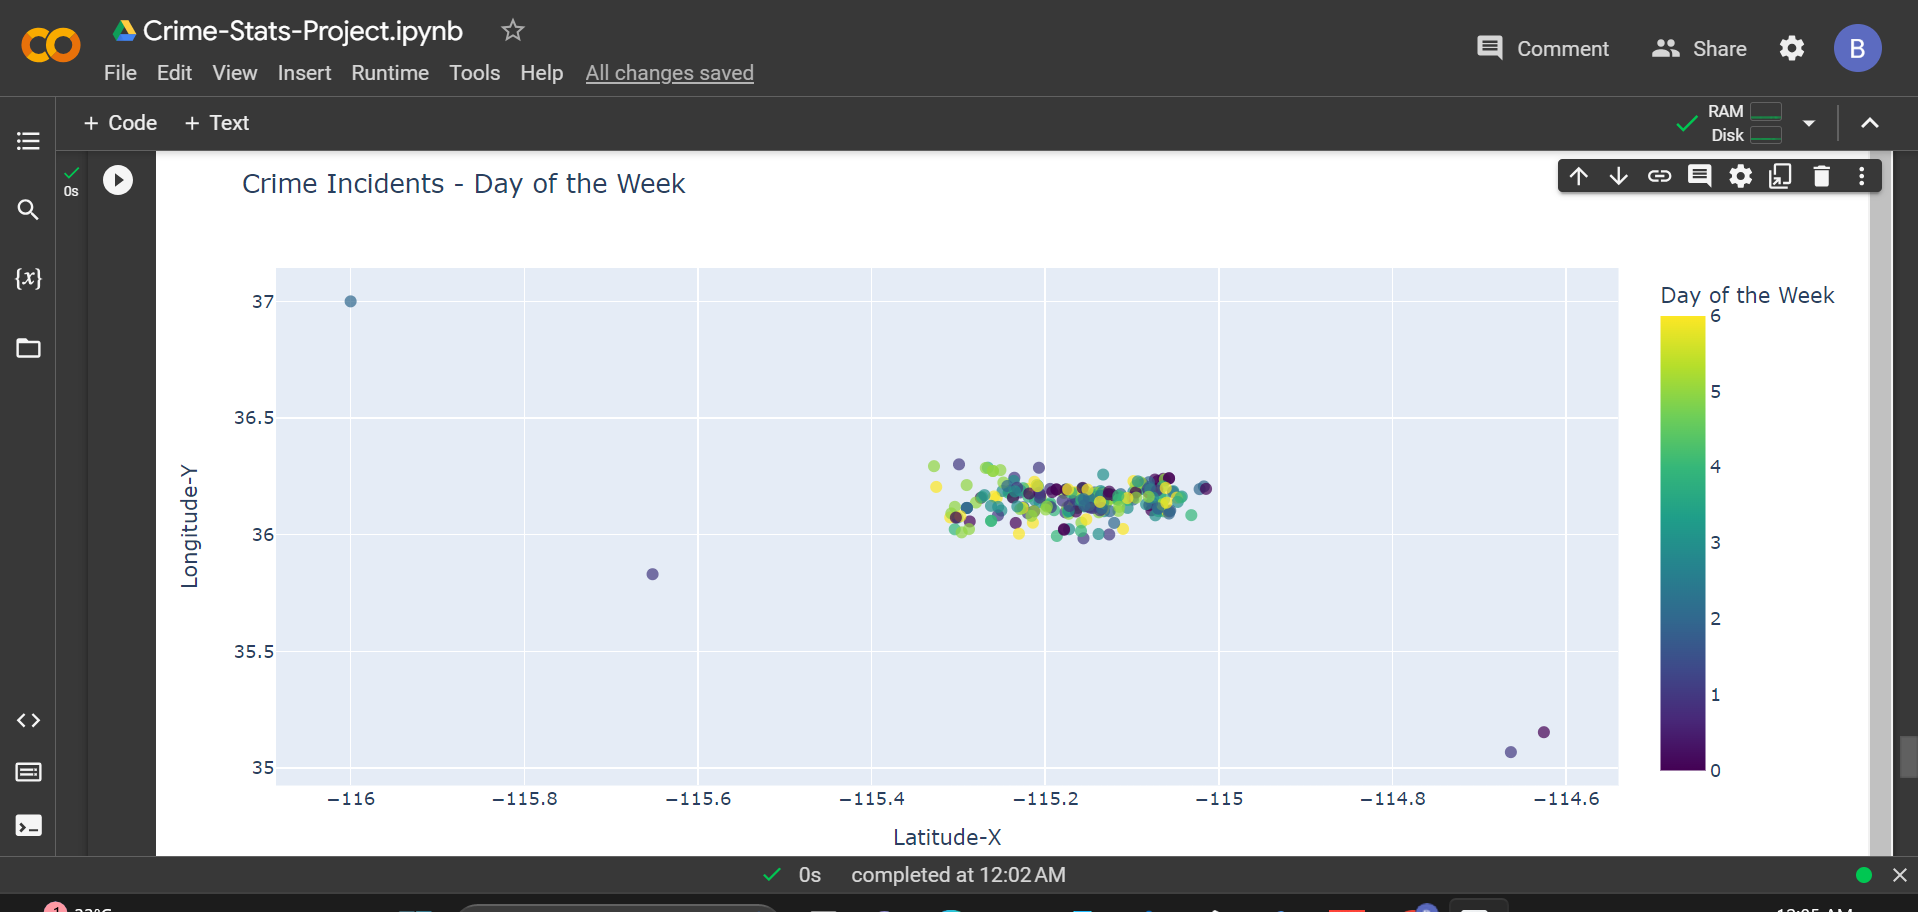 Crime-Stats-Project.ipynb
File Edit View Insert Runtime Tools Help All changes saved
Comment Share B
+ Code + Text
RAM
Disk
0s
{x}
Crime Incidents - Day of the Week
Day of the Week
6
5
4
3
2
1
0
37
36.5
36
35.5
35
Longitude-Y
−116 −115.8 −115.6 −115.4 −115.2 −115 −114.8 −114.6
Latitude-X
0s completed at 12:02 AM